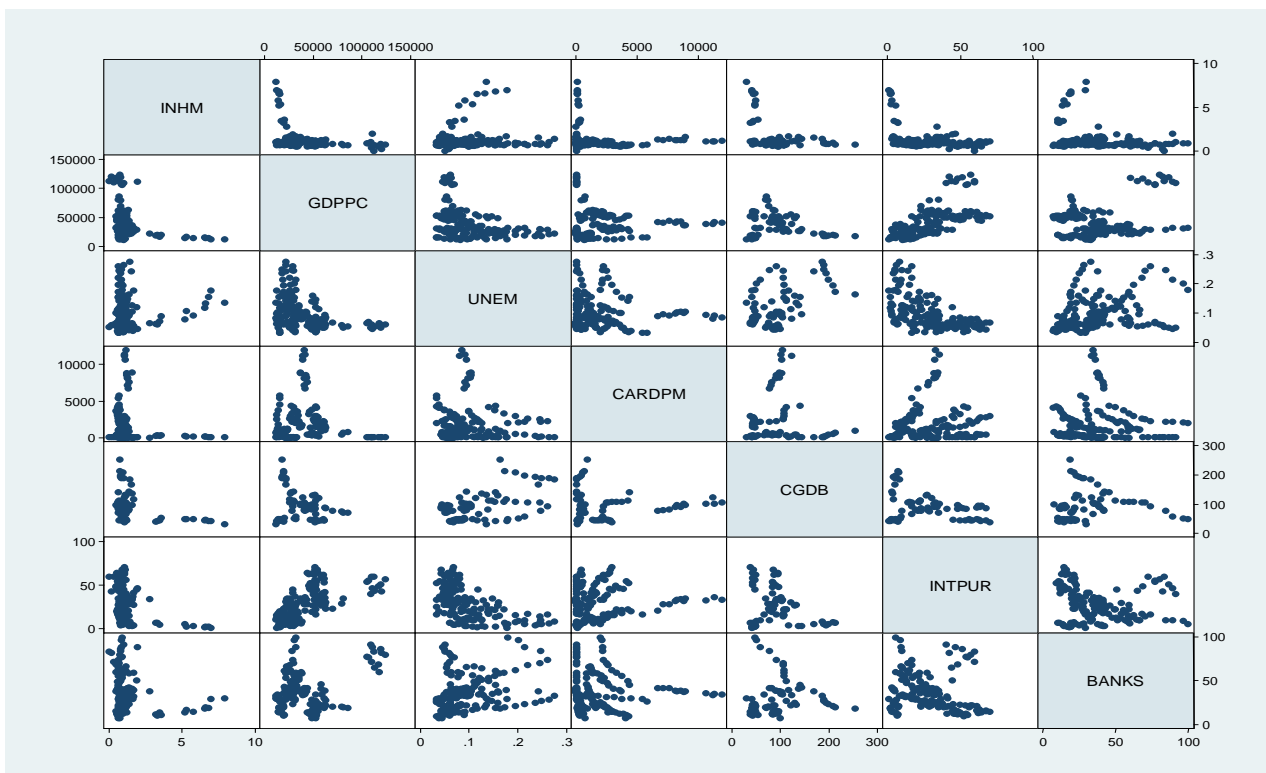 0 50000 100000 150000 0 5000 10000 0 50 100
INHM 10
5
0
150000
100000
50000
0
GDPPC
UNEM .3
.2
.1
0
10000
5000
0
CARDPM
CGDB 300
200
100
0
100
50
0
INTPUR
BANKS 100
50
0
0 5 10 0 .1 .2 .3 0 100 200 300 0 50 100